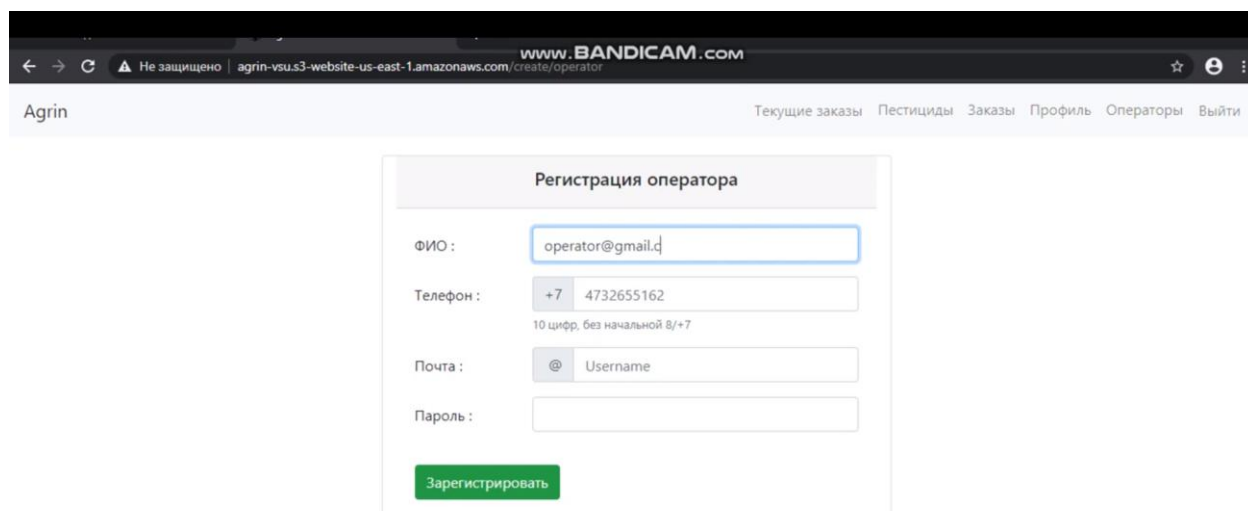 www.BANDICAM.com
Не защищено | agrin-vsu.s3-website-us-east-1.amazonaws.com/create/operator
Agrin
Текущие заказы Пестициды Заказы Профиль Операторы Выйти
Регистрация оператора
ФИО : operator@gmail.c
Телефон : +7 4732655162
10 цифр, без начальной 8/+7
Почта : @ Username
Пароль :
Зарегистрировать